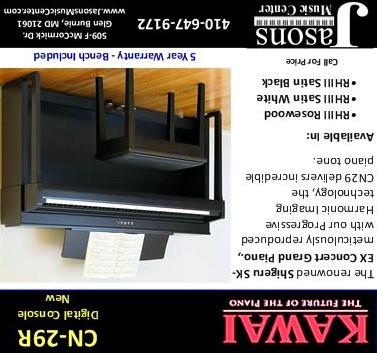 KAWAI
THE FUTURE OF THE PIANO
CN-29R
Digital Console
New
The renowned Shigeru SK-
EX Concert Grand Piano,,
meticulously reproduced
with our Progressive
Harmonic Imaging
technology, the
CN29 delivers incredible
piano tone.
Available in:
•RHIII Rosewood
•RHIII Satin White
•RHIII Satin Black
Call For Price
KAWAI
5 Year Warranty - Bench Included
Jasons
Music Center
410-647-9172
509-F McCormick Dr.
Glen Burnie, MD 21061
www.JasonsMusicCenter.com